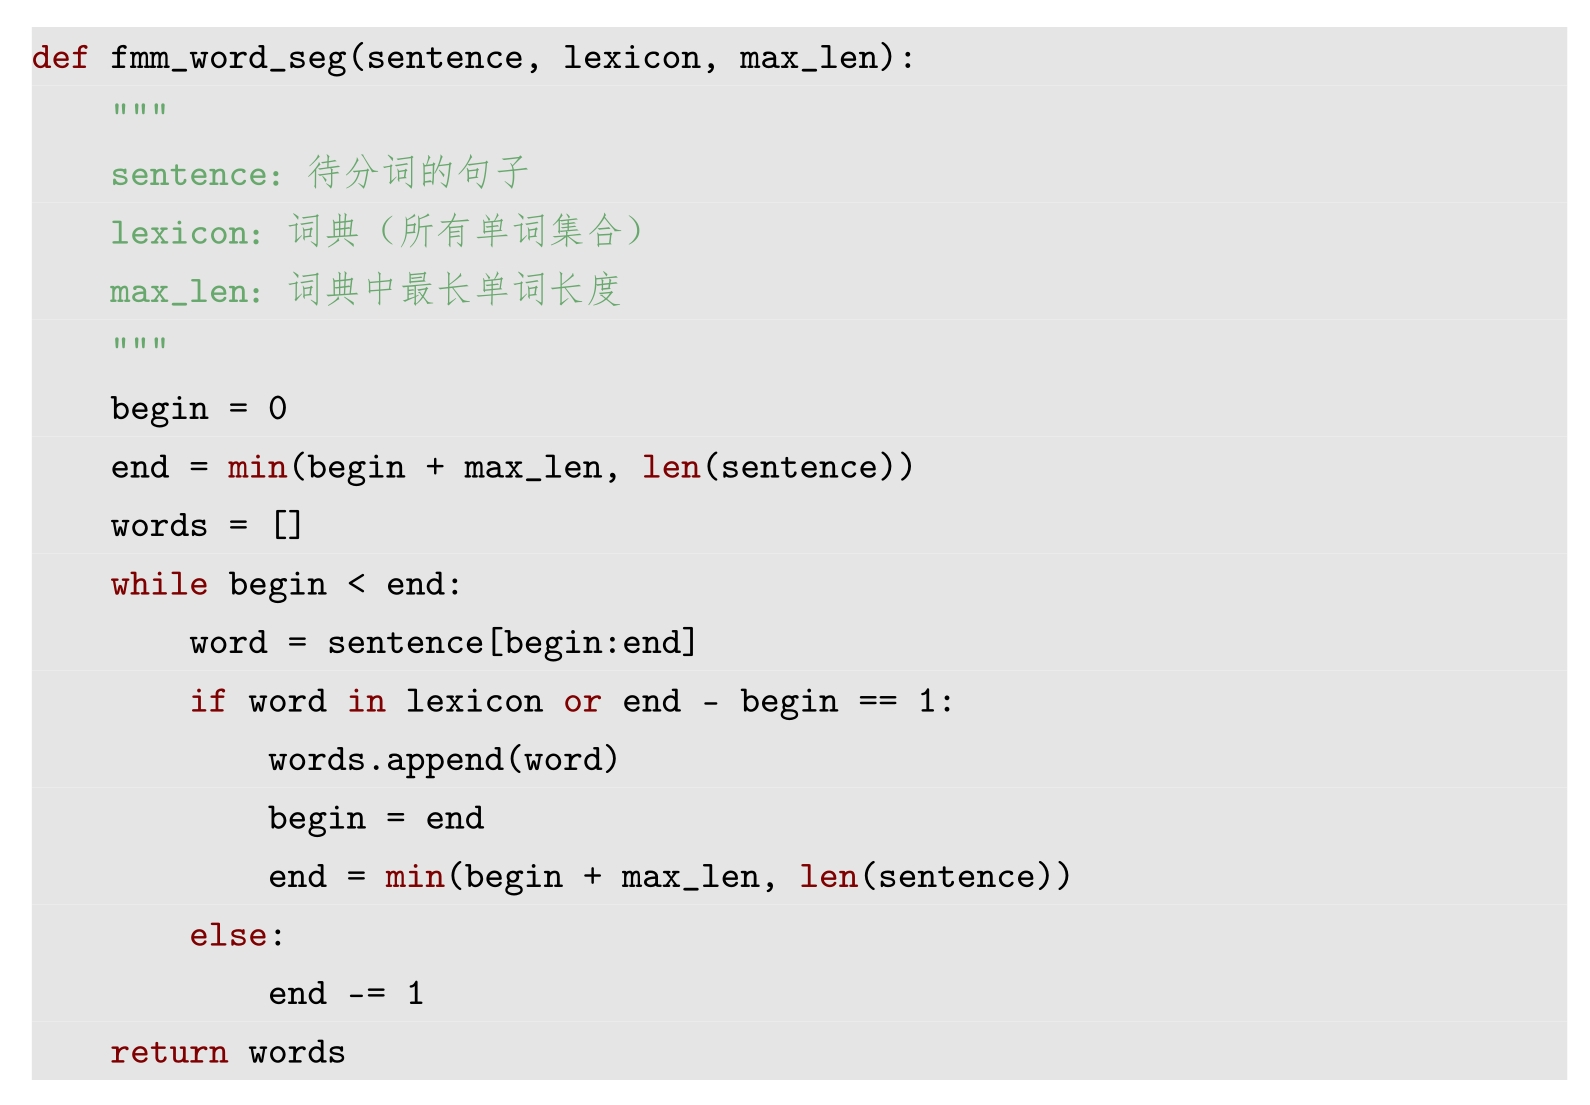 def fmm_word_seg(sentence, lexicon, max_len):
    """
    sentence: 待分词的句子
    lexicon: 词典（所有单词集合）
    max_len: 词典中最长单词长度
    """
    begin = 0
    end = min(begin + max_len, len(sentence))
    words = []
    while begin < end:
        word = sentence[begin:end]
        if word in lexicon or end - begin == 1:
            words.append(word)
            begin = end
            end = min(begin + max_len, len(sentence))
        else:
            end -= 1
    return words